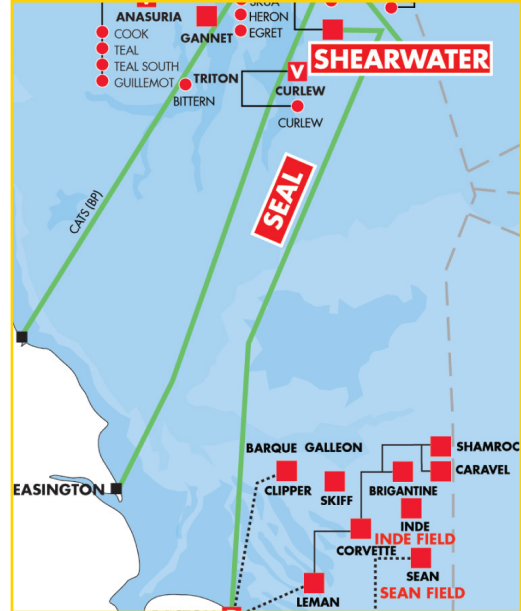 SKUA
ANASURIA
HERON
GANNET
EGRET
COOK
TEAL
TEAL SOUTH
GUILLEMOT
SHEARWATER
TRITON
V
CURLEW
BITTERN
CURLEW
SEAL
CATS (BP)
BARQUE
GALLEON
SHAMROC
CARAVEL
CLIPPER
SKIFF
BRIGANTINE
EASINGTON
INDE
INDE FIELD
CORVETTE
SEAN
SEAN FIELD
LEMAN